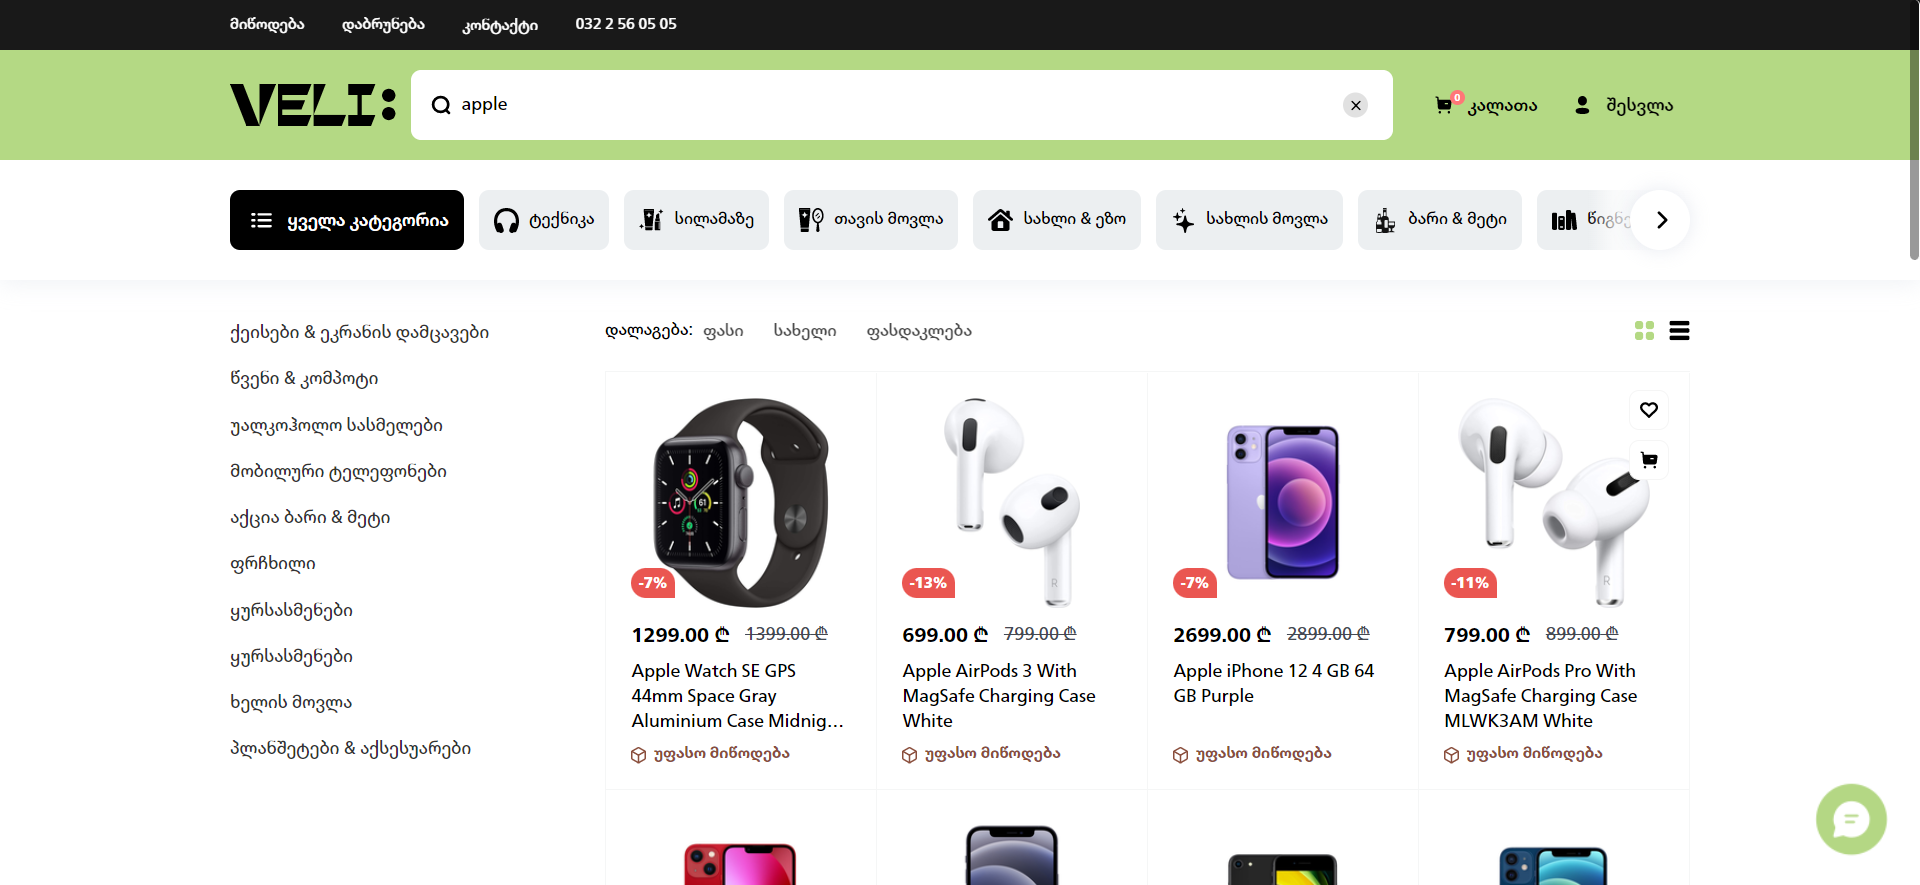 მიწოდება დაბრუნება კონტაქტი 032 2 56 05 05
VELI:
apple
0 კალათა
შესვლა
ყველა კატეგორია
ტექნიკა
სილამაზე
თავის მოვლა
სახლი & ეზო
სახლის მოვლა
ბარი & მეტი
ქეისები & ეკრანის დამცავები
წვენი & კომპოტი
უალკოჰოლო სასმელები
მობილური ტელეფონები
აქცია ბარი & მეტი
ფრჩხილი
ყურსასმენები
ყურსასმენები
ხელის მოვლა
პლანშეტები & აქსესუარები
დალაგება: ფასი სახელი ფასდაკლება
-7%
1299.00 ₾ 1399.00 ₾
Apple Watch SE GPS
44mm Space Gray
Aluminium Case Midnig...
უფასო მიწოდება
-13%
699.00 ₾ 799.00 ₾
Apple AirPods 3 With
MagSafe Charging Case
White
უფასო მიწოდება
-7%
2699.00 ₾ 2899.00 ₾
Apple iPhone 12 4 GB 64
GB Purple
უფასო მიწოდება
-11%
799.00 ₾ 899.00 ₾
Apple AirPods Pro With
MagSafe Charging Case
MLWK3AM White
უფასო მიწოდება